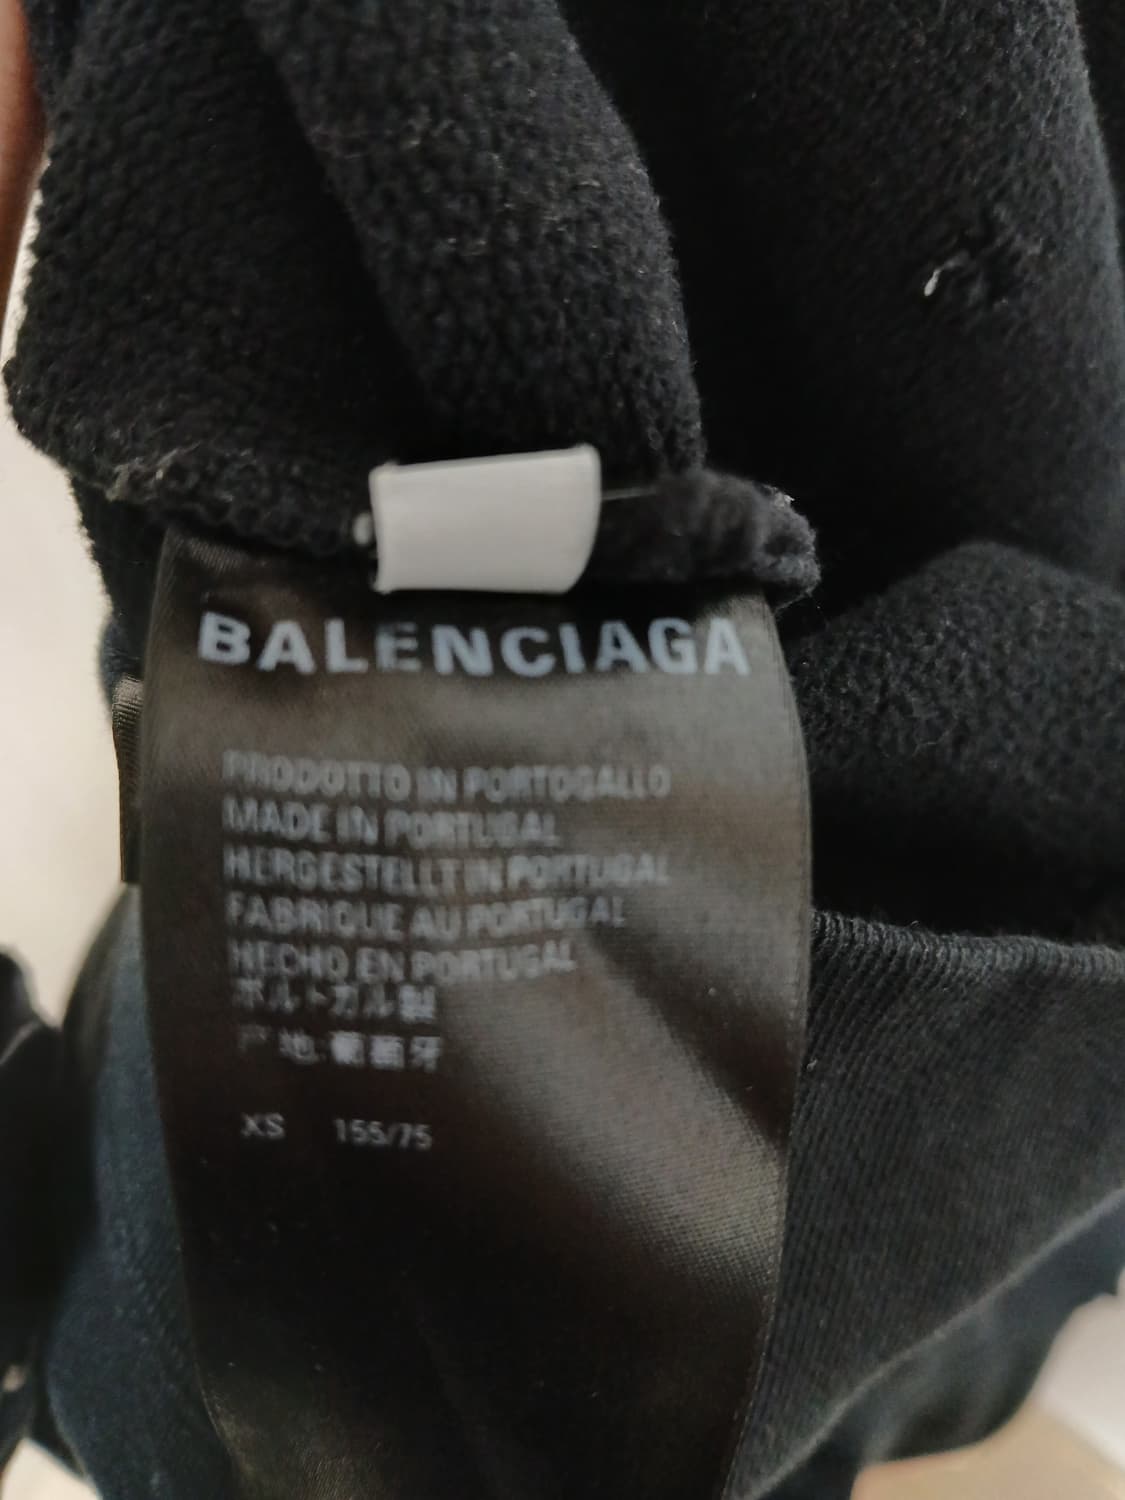 BALENCIAGA
PRODOTTO IN PORTOGALLO
MADE IN PORTUGAL
HERGESTELLT IN PORTUGAL
FABRIQUE AU PORTUGAL
HECHO EN PORTUGAL
ポルトガル製
产地:葡萄牙
XS 155/75